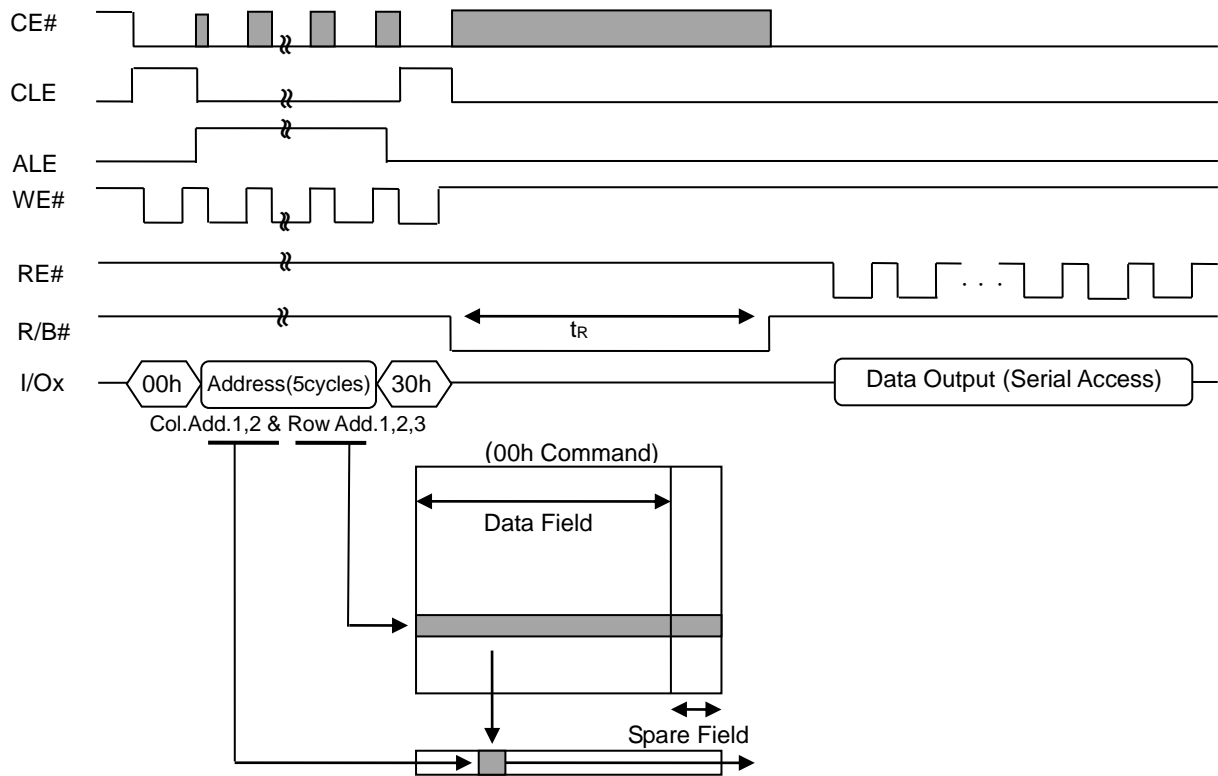 CE#
CLE
ALE
WE#
RE#
R/B#
tR
I/Ox
00h
Address(5cycles)
30h
Data Output (Serial Access)
Col.Add.1,2 & Row Add.1,2,3
(00h Command)
Data Field
Spare Field